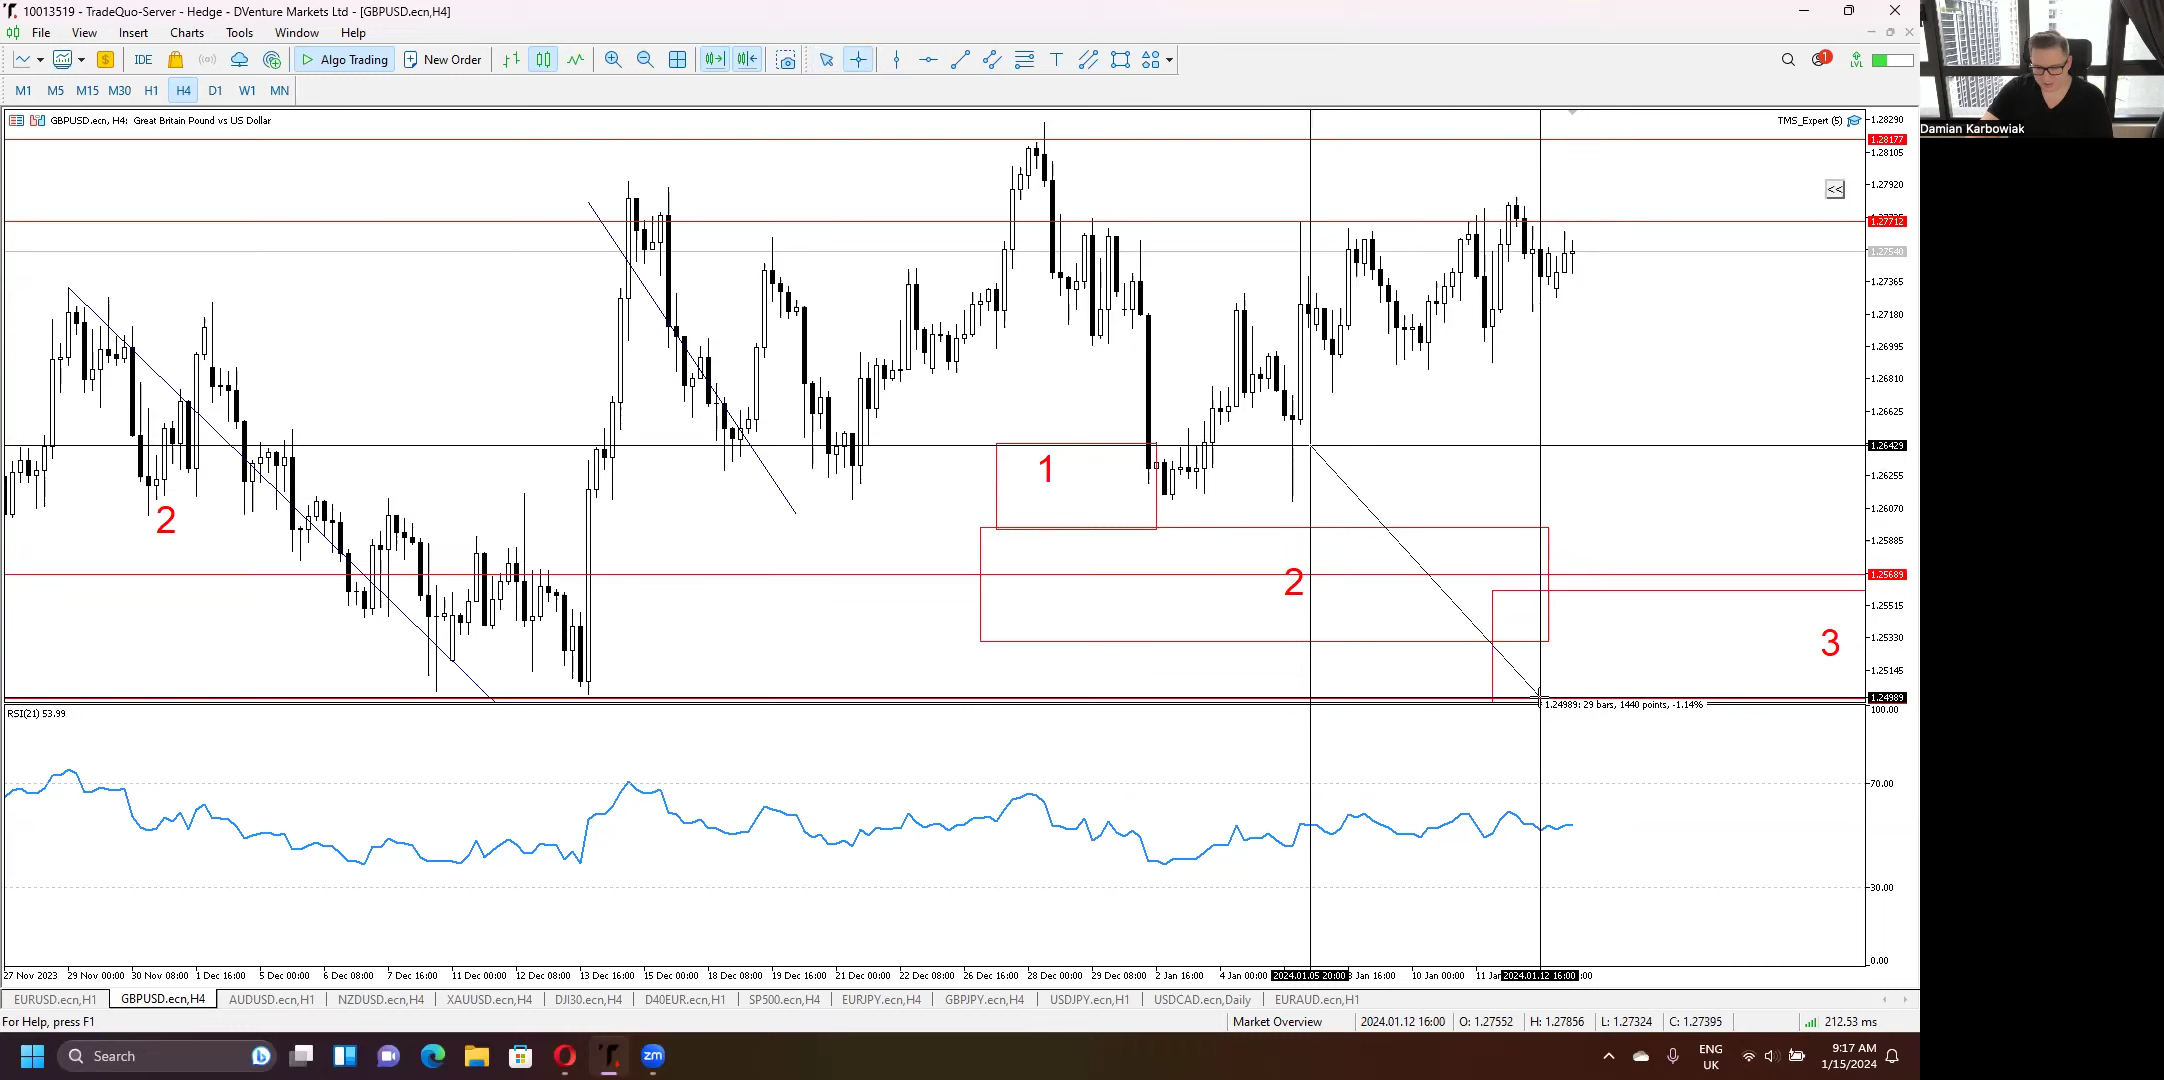 10013519 - TradeQuo-Server - Hedge - DVenture Markets Ltd - [GBPUSD.ecn,H4]
File View Insert Charts Tools Window Help
IDE Algo Trading New Order 1 LVL
M1 M5 M15 M30 H1 H4 D1 W1 MN
Damian Karbowiak
GBPUSD.ecn, H4: Great Britain Pound vs US Dollar
TMS_Expert (5)
<<
1.28290
1.28177
1.28105
1.27920
1.27712
1.27540
1.27365
1.27180
1.26995
1.26810
1.26625
1.26429
1.26255
1.26070
1.25885
1.25689
1.25515
1.25330
1.25145
1.24989
1
2
2
3
1.24989: 29 bars, 1440 points, -1.14%
RSI(21) 53.99
100.00
70.00
30.00
0.00
27 Nov 2023 29 Nov 00:00 30 Nov 08:00 1 Dec 16:00 5 Dec 00:00 6 Dec 08:00 7 Dec 16:00 11 Dec 00:00 12 Dec 08:00 13 Dec 16:00 15 Dec 00:00 18 Dec 08:00 19 Dec 16:00 21 Dec 00:00 22 Dec 08:00 26 Dec 16:00 28 Dec 00:00 29 Dec 08:00 2 Jan 16:00 4 Jan 00:00 2024.01.05 20:00 16:00 10 Jan 00:00 11 2024.01.12 16:00 :00
EURUSD.ecn,H1 GBPUSD.ecn,H4 AUDUSD.ecn,H1 NZDUSD.ecn,H4 XAUUSD.ecn,H4 DJI30.ecn,H4 D40EUR.ecn,H1 SP500.ecn,H4 EURJPY.ecn,H4 GBPJPY.ecn,H4 USDJPY.ecn,H1 USDCAD.ecn,Daily EURAUD.ecn,H1
For Help, press F1 Market Overview 2024.01.12 16:00 O: 1.27552 H: 1.27856 L: 1.27324 C: 1.27395 212.53 ms
Search zm ENG UK 9:17 AM 1/15/2024